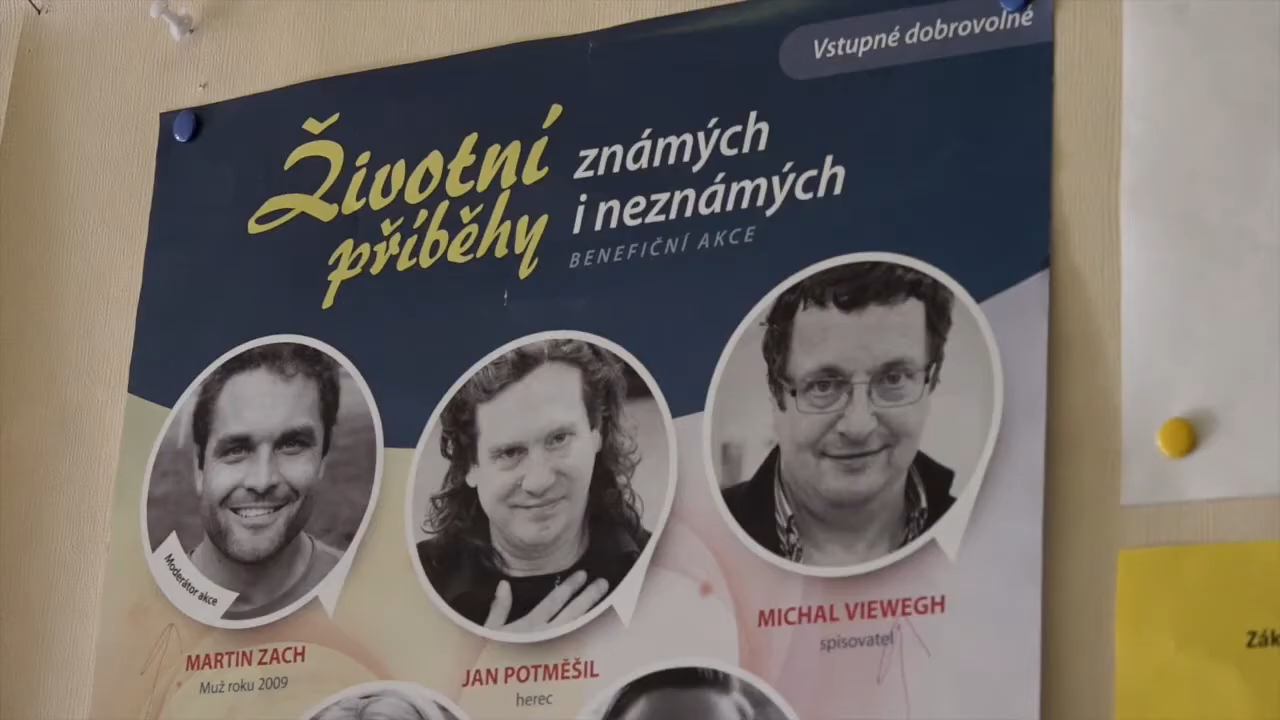 Vstupné dobrovolné
Životní
příběhy
známých
i neznámých
BENEFIČNÍ AKCE
Moderátor akce
MARTIN ZACH
Muž roku 2009
JAN POTMĚŠIL
herec
MICHAL VIEWEGH
spisovatel
Zák